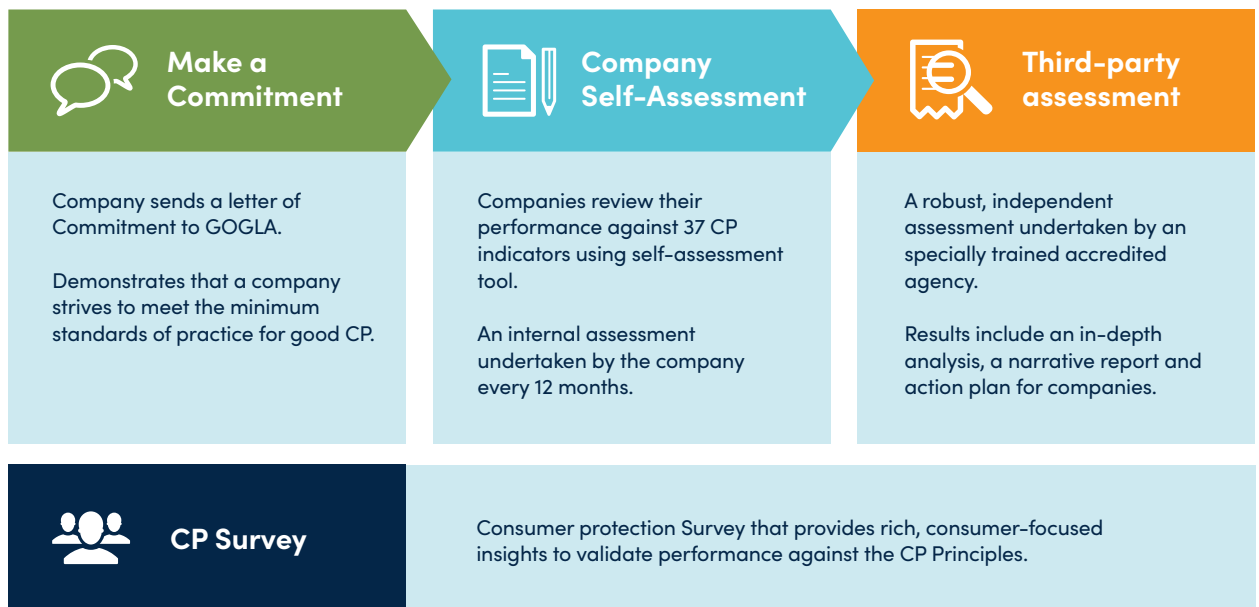 Make a
Commitment
Company sends a letter of
Commitment to GOGLA.
Demonstrates that a company
strives to meet the minimum
standards of practice for good CP.
Company
Self-Assessment
Companies review their
performance against 37 CP
indicators using self-assessment
tool.
An internal assessment
undertaken by the company
every 12 months.
Third-party
assessment
A robust, independent
assessment undertaken by an
specially trained accredited
agency.
Results include an in-depth
analysis, a narrative report and
action plan for companies.
CP Survey
Consumer protection Survey that provides rich, consumer-focused
insights to validate performance against the CP Principles.